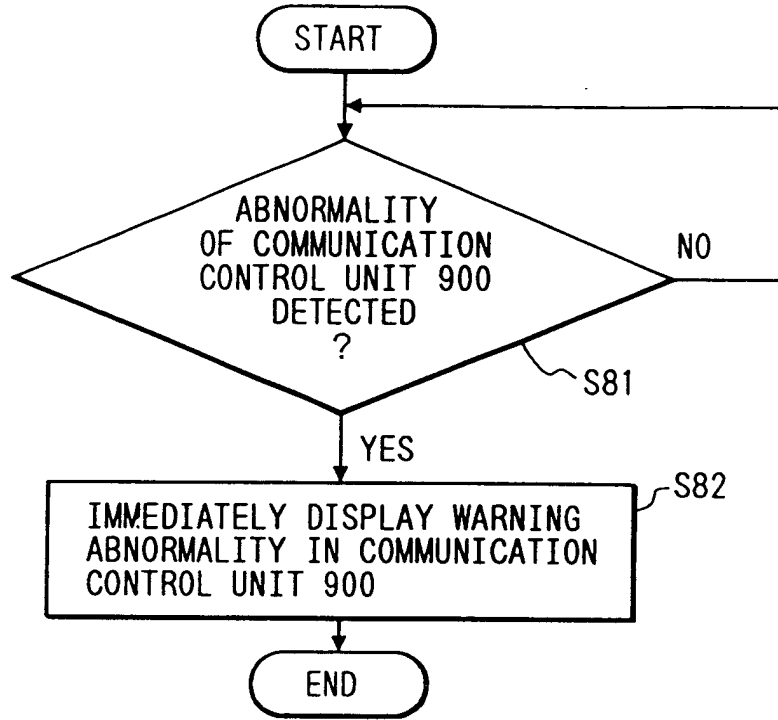 START
ABNORMALITY
OF COMMUNICATION
CONTROL UNIT 900
DETECTED
?
NO
S81
YES
S82
IMMEDIATELY DISPLAY WARNING
ABNORMALITY IN COMMUNICATION
CONTROL UNIT 900
END